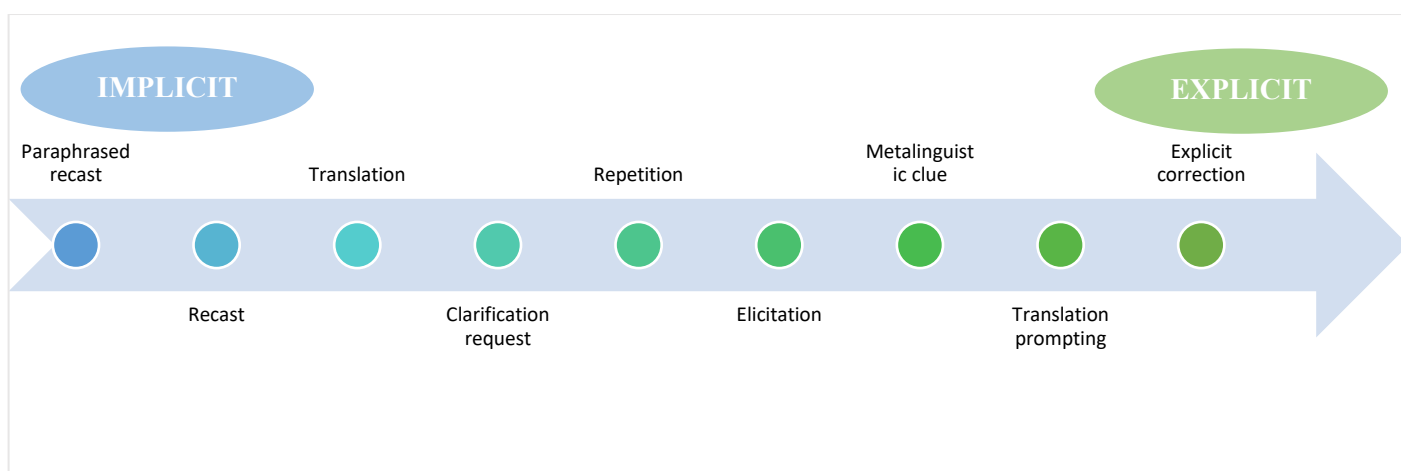 IMPLICIT
EXPLICIT
Paraphrased
recast
Translation
Repetition
Metalinguist
ic clue
Explicit
correction
Recast
Clarification
request
Elicitation
Translation
prompting